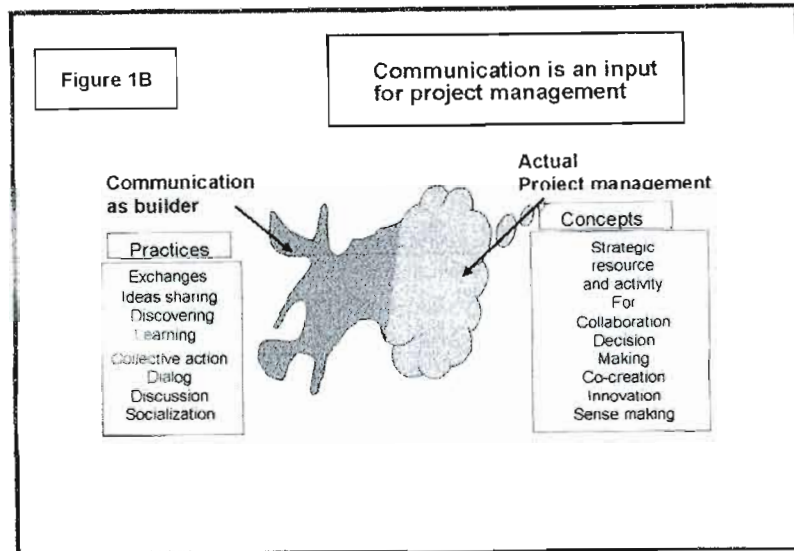 Figure 1B
Communication is an input
for project management
Communication
as builder
Actual
Project management
Practices
Exchanges
Ideas sharing
Discovering
Learning
Collective action
Dialog
Discussion
Socialization
Concepts
Strategic
resource
and activity
For
Collaboration
Decision
Making
Co-creation
Innovation
Sense making